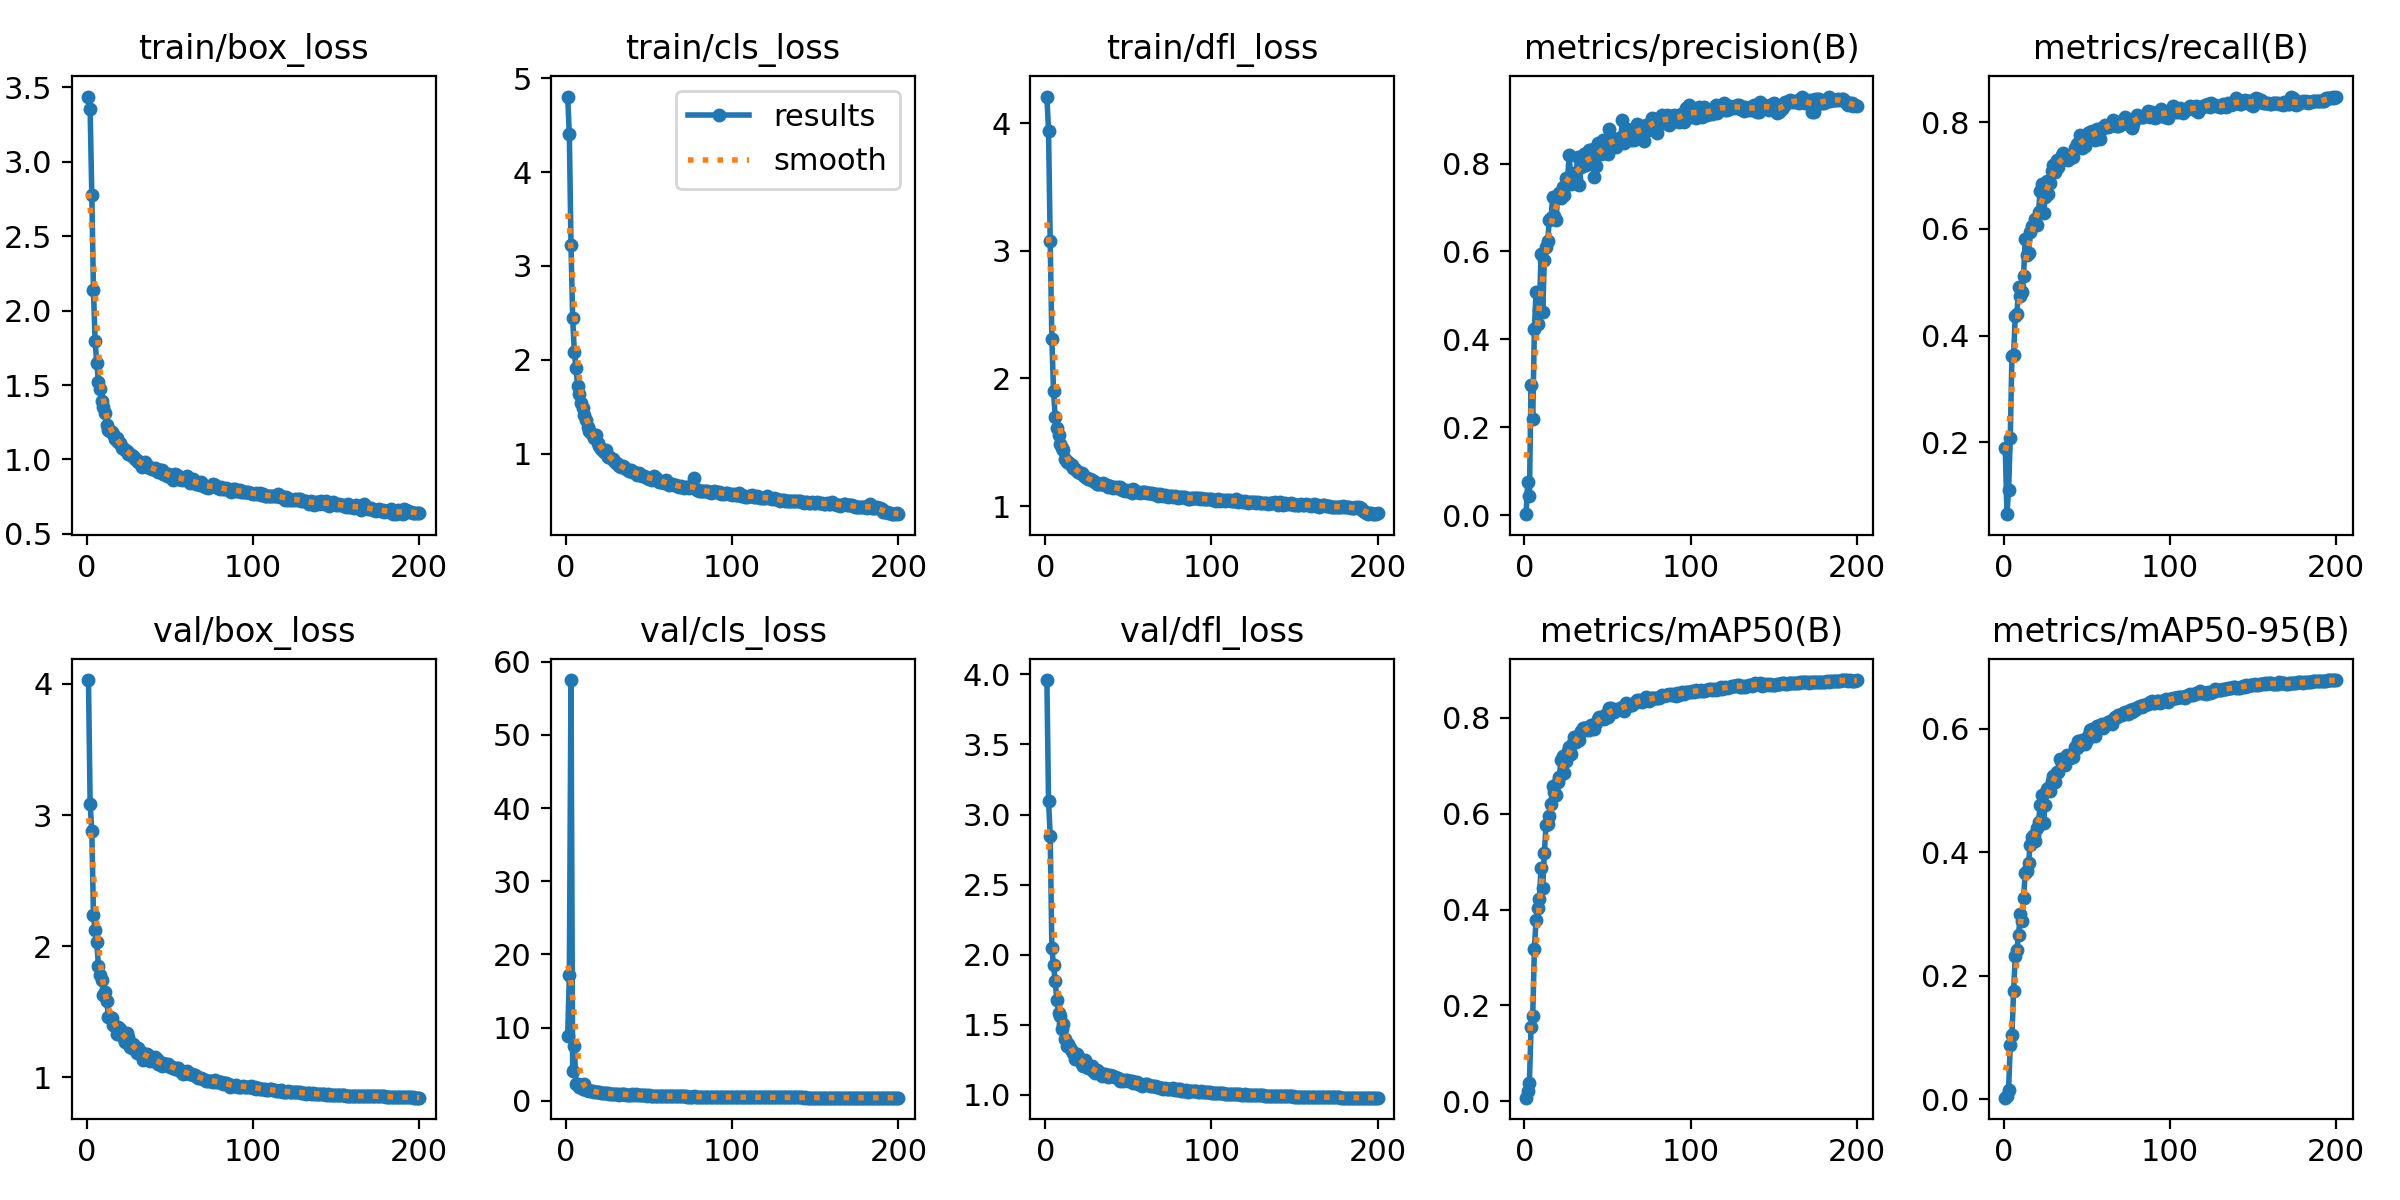 train/box_loss
3.5
3.0
2.5
2.0
1.5
1.0
0.5
0 100 200
train/cls_loss
results
smooth
5
4
3
2
1
0 100 200
train/dfl_loss
4
3
2
1
0 100 200
metrics/precision(B)
0.8
0.6
0.4
0.2
0.0
0 100 200
metrics/recall(B)
0.8
0.6
0.4
0.2
0 100 200
val/box_loss
4
3
2
1
0 100 200
val/cls_loss
60
50
40
30
20
10
0
0 100 200
val/dfl_loss
4.0
3.5
3.0
2.5
2.0
1.5
1.0
0 100 200
metrics/mAP50(B)
0.8
0.6
0.4
0.2
0.0
0 100 200
metrics/mAP50-95(B)
0.6
0.4
0.2
0.0
0 100 200